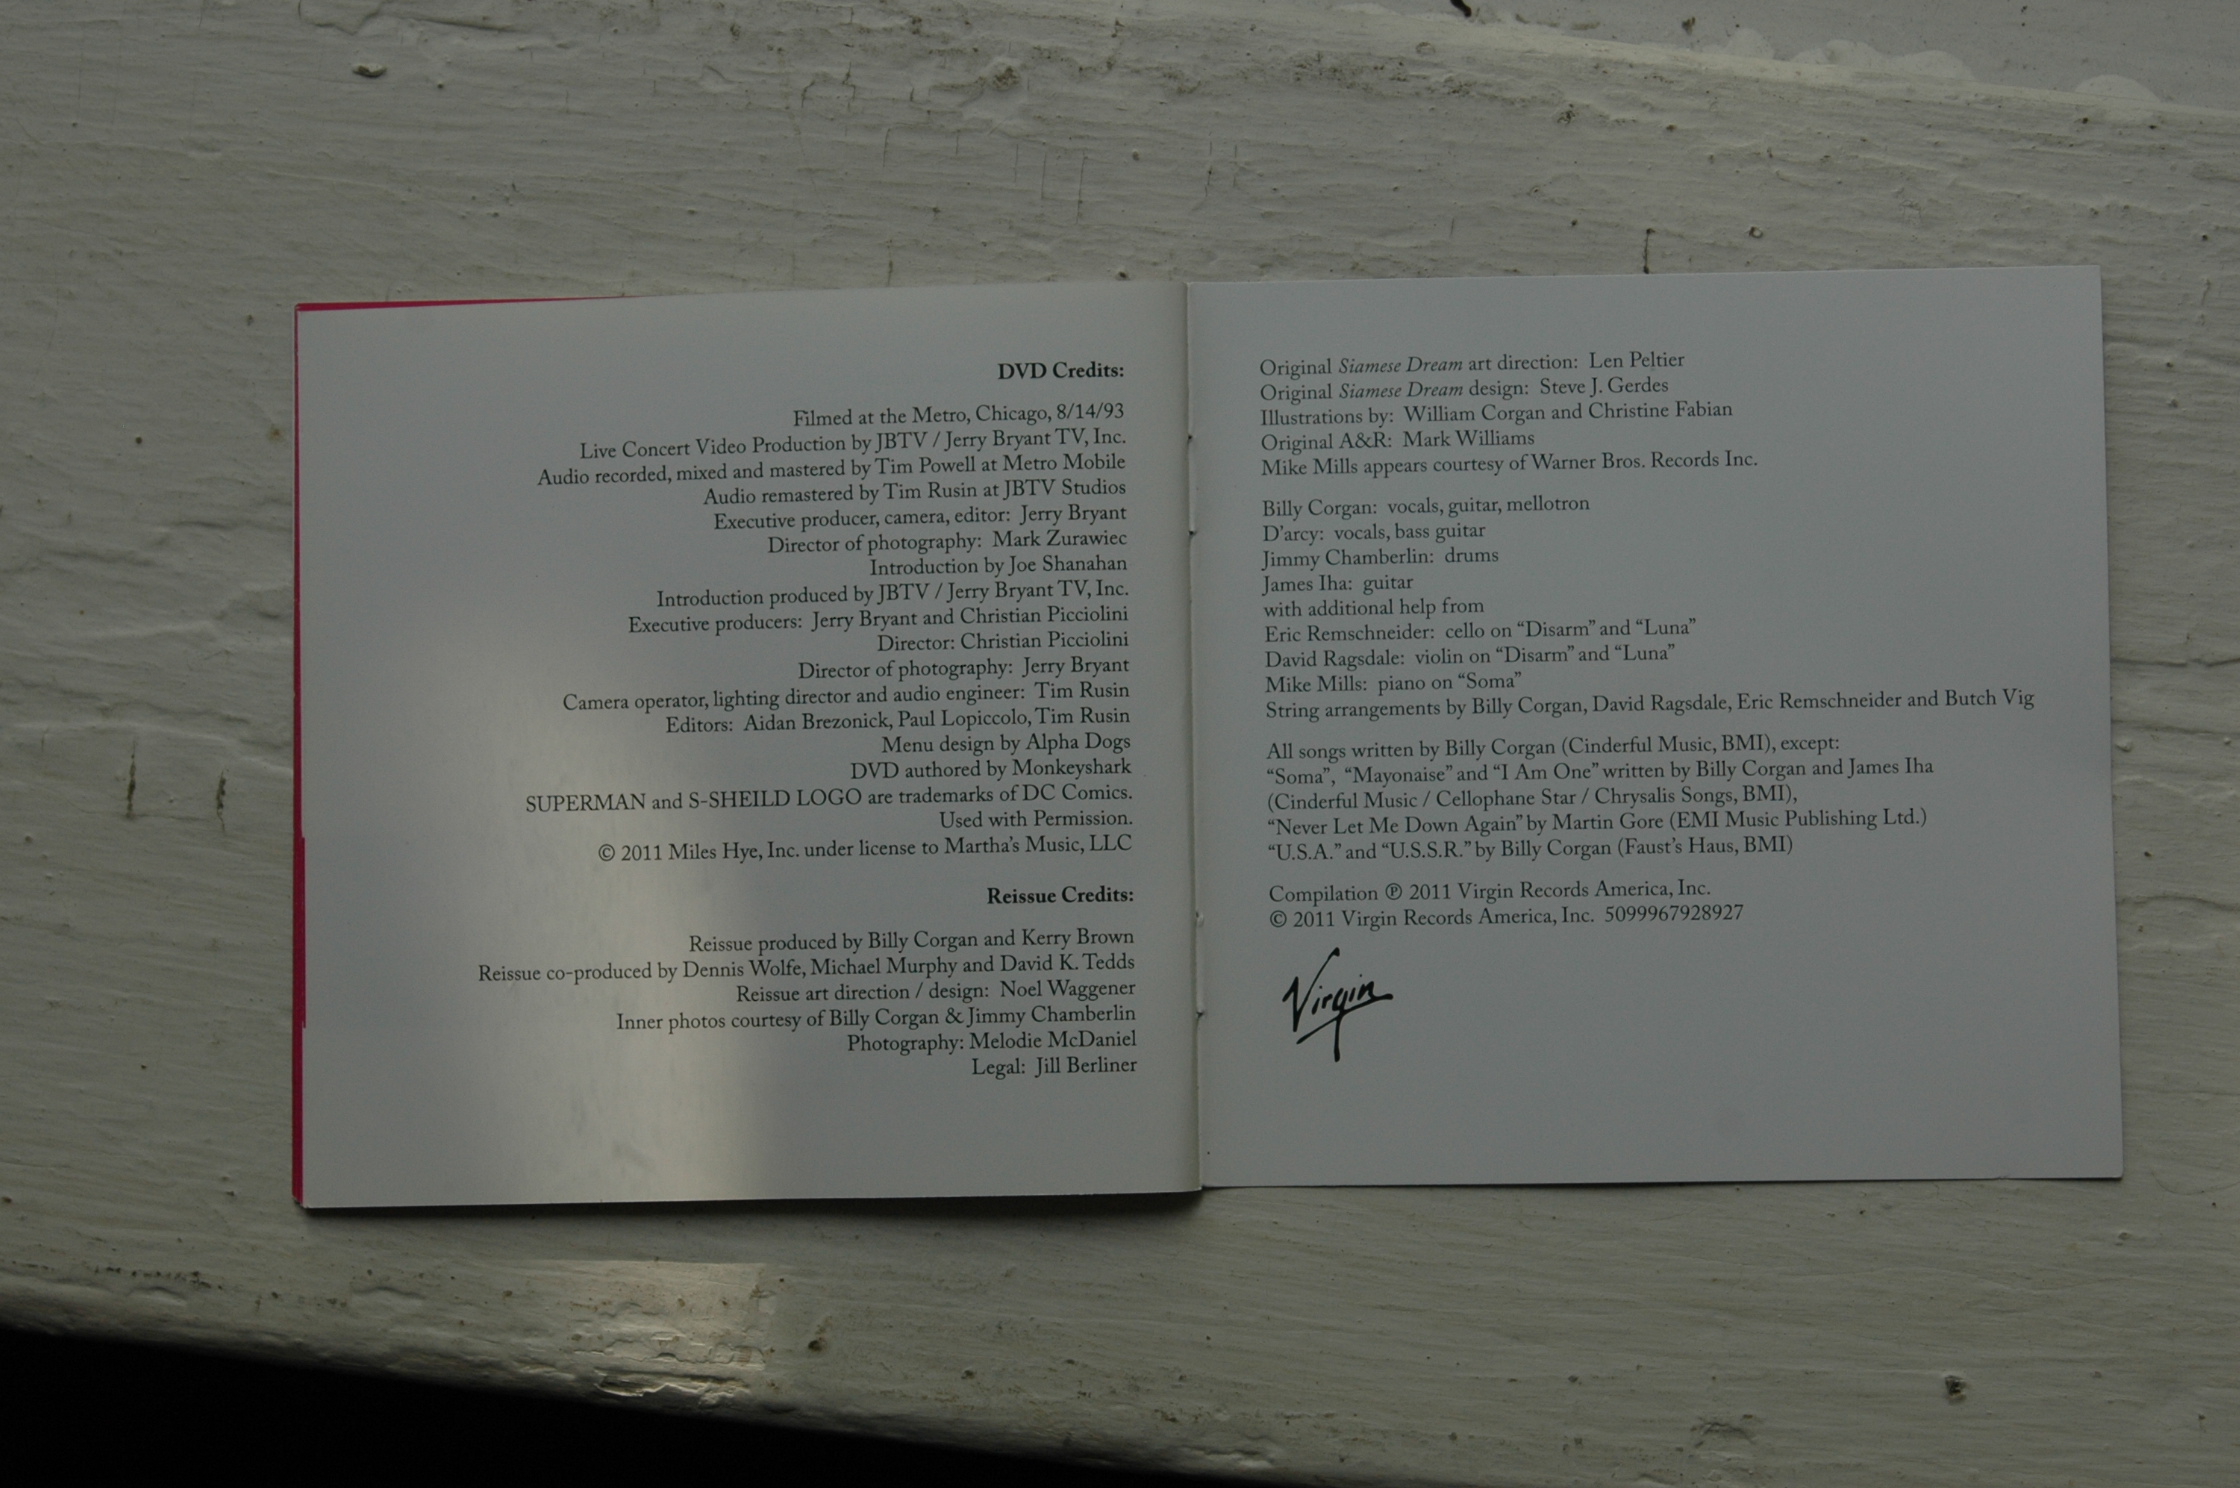 DVD Credits:
Filmed at the Metro, Chicago, 8/14/93
Live Concert Video Production by JBTV / Jerry Bryant TV, Inc.
Audio recorded, mixed and mastered by Tim Powell at Metro Mobile
Audio remastered by Tim Rusin at JBTV Studios
Executive producer, camera, editor: Jerry Bryant
Director of photography: Mark Zurawiec
Introduction by Joe Shanahan
Introduction produced by JBTV / Jerry Bryant TV, Inc.
Executive producers: Jerry Bryant and Christian Picciolini
Director: Christian Picciolini
Director of photography: Jerry Bryant
Camera operator, lighting director and audio engineer: Tim Rusin
Editors: Aidan Brezonick, Paul Lopiccolo, Tim Rusin
Menu design by Alpha Dogs
DVD authored by Monkeyshark
SUPERMAN and S-SHEILD LOGO are trademarks of DC Comics.
Used with Permission.
© 2011 Miles Hye, Inc. under license to Martha's Music, LLC
Reissue Credits:
Reissue produced by Billy Corgan and Kerry Brown
Reissue co-produced by Dennis Wolfe, Michael Murphy and David K. Tedds
Reissue art direction / design: Noel Waggener
Inner photos courtesy of Billy Corgan & Jimmy Chamberlin
Photography: Melodie McDaniel
Legal: Jill Berliner
Original Siamese Dream art direction: Len Peltier
Original Siamese Dream design: Steve J. Gerdes
Illustrations by: William Corgan and Christine Fabian
Original A&R: Mark Williams
Mike Mills appears courtesy of Warner Bros. Records Inc.
Billy Corgan: vocals, guitar, mellotron
D'arcy: vocals, bass guitar
Jimmy Chamberlin: drums
James Iha: guitar
with additional help from
Eric Remschneider: cello on “Disarm” and “Luna”
David Ragsdale: violin on “Disarm” and “Luna”
Mike Mills: piano on “Soma”
String arrangements by Billy Corgan, David Ragsdale, Eric Remschneider and Butch Vig
All songs written by Billy Corgan (Cinderful Music, BMI), except:
“Soma”, “Mayonaise” and “I Am One” written by Billy Corgan and James Iha
(Cinderful Music / Cellophane Star / Chrysalis Songs, BMI),
“Never Let Me Down Again” by Martin Gore (EMI Music Publishing Ltd.)
“U.S.A.” and “U.S.S.R.” by Billy Corgan (Faust's Haus, BMI)
Compilation ℗ 2011 Virgin Records America, Inc.
© 2011 Virgin Records America, Inc. 5099967928927
Virgin